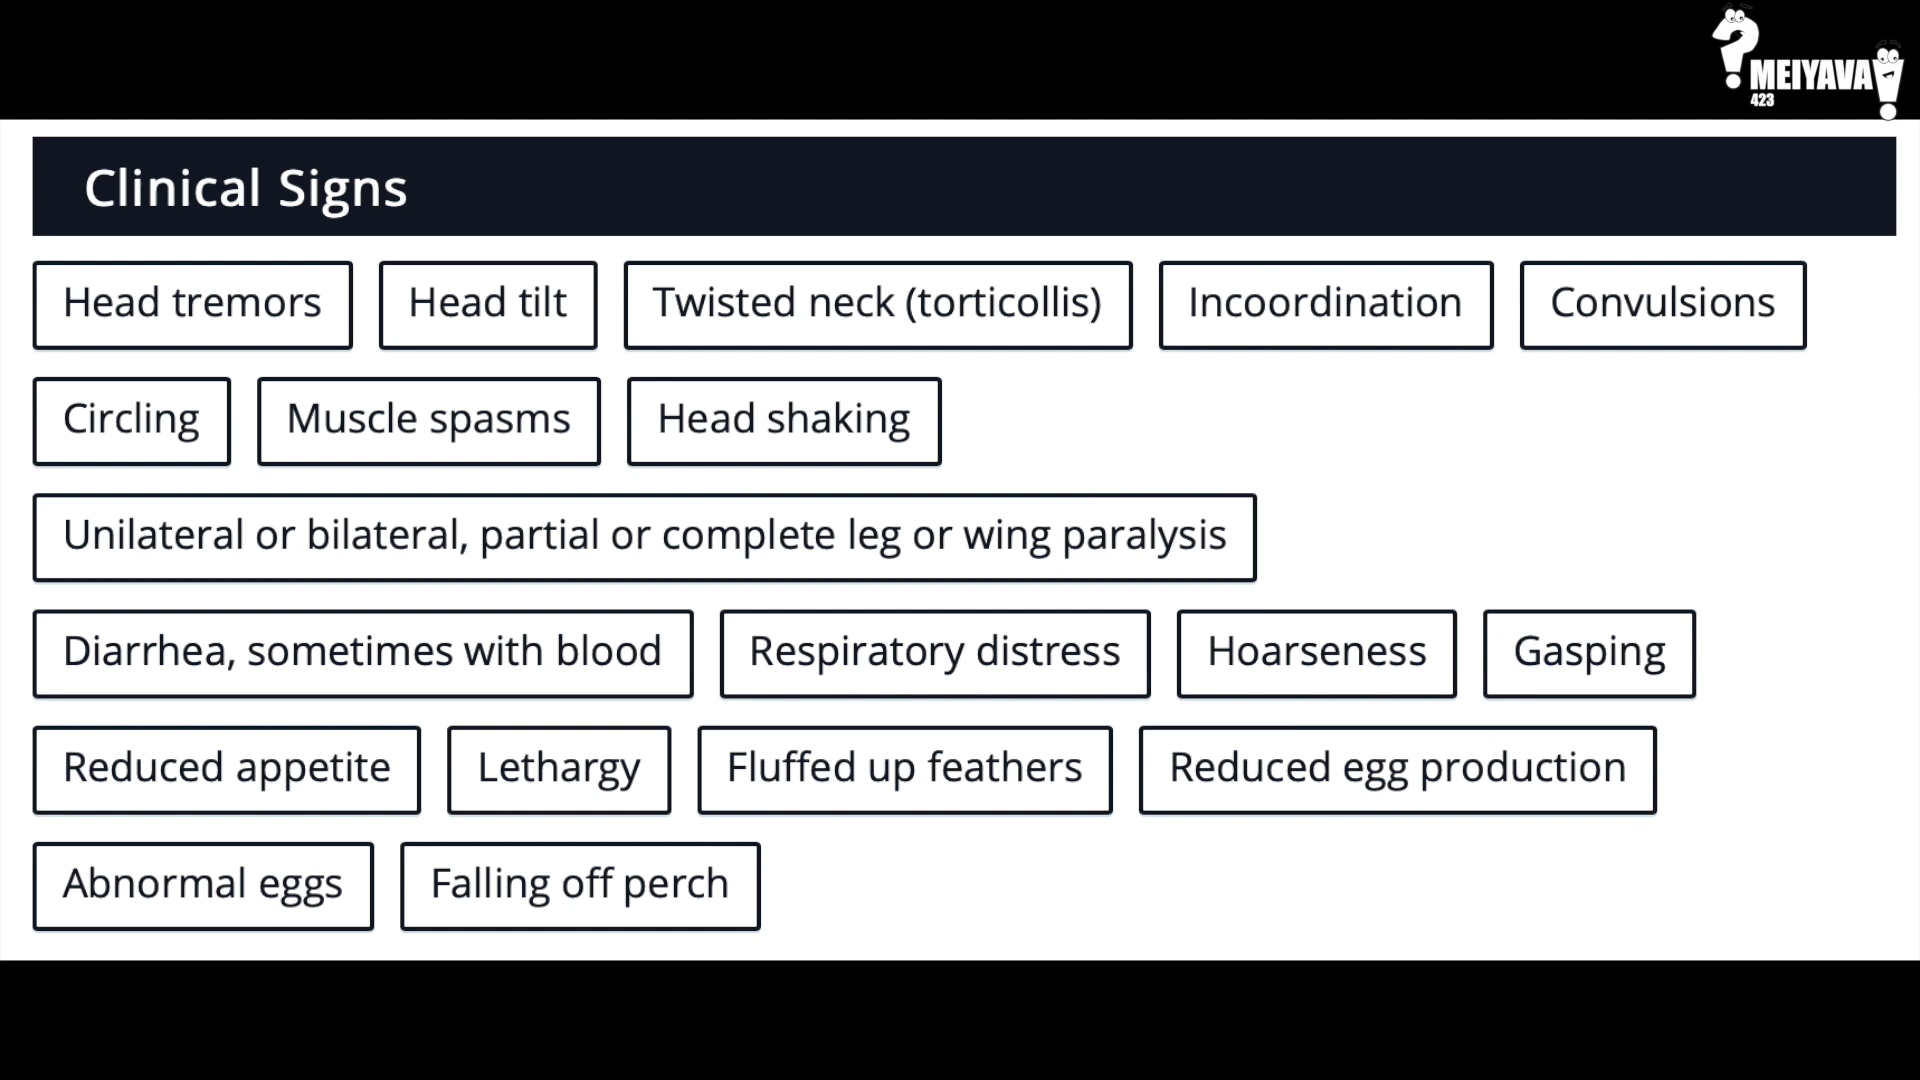 MEIYAVA
423
Clinical Signs
Head tremors Head tilt Twisted neck (torticollis) Incoordination Convulsions
Circling Muscle spasms Head shaking
Unilateral or bilateral, partial or complete leg or wing paralysis
Diarrhea, sometimes with blood Respiratory distress Hoarseness Gasping
Reduced appetite Lethargy Fluffed up feathers Reduced egg production
Abnormal eggs Falling off perch